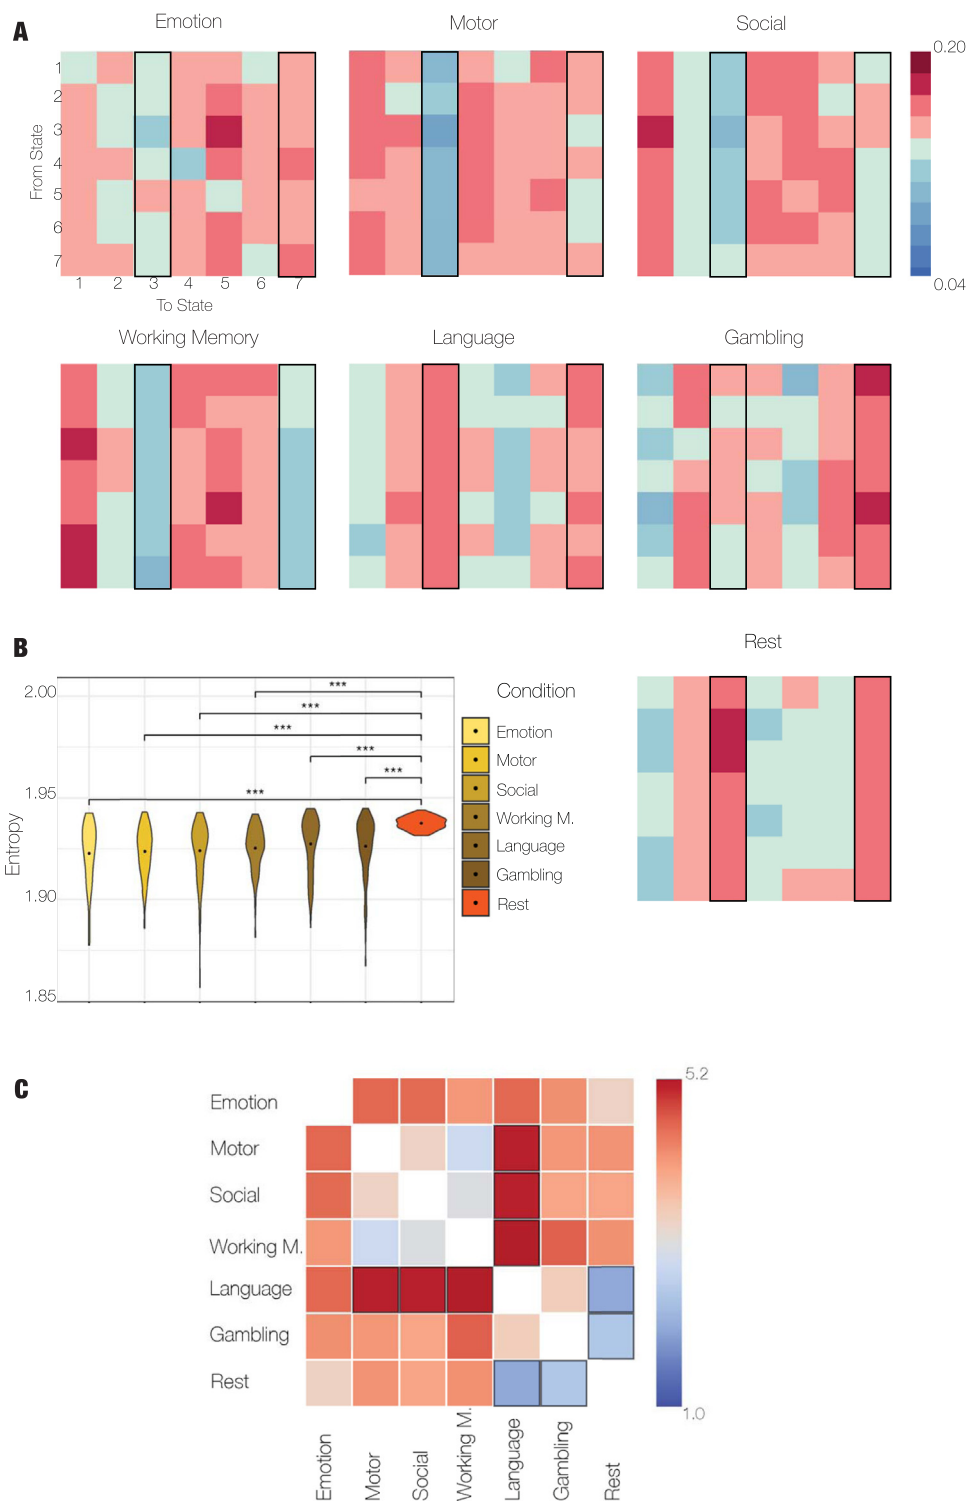 A
Emotion
Motor
Social
From State
1
2
3
4
5
6
7
1 2 3 4 5 6 7
To State
0.20
0.04
Working Memory
Language
Gambling
B
Rest
Entropy
2.00
1.95
1.90
1.85
***
***
***
***
***
***
Condition
Emotion
Motor
Social
Working M.
Language
Gambling
Rest
C
Emotion
Motor
Social
Working M.
Language
Gambling
Rest
Emotion
Motor
Social
Working M.
Language
Gambling
Rest
5.2
1.0